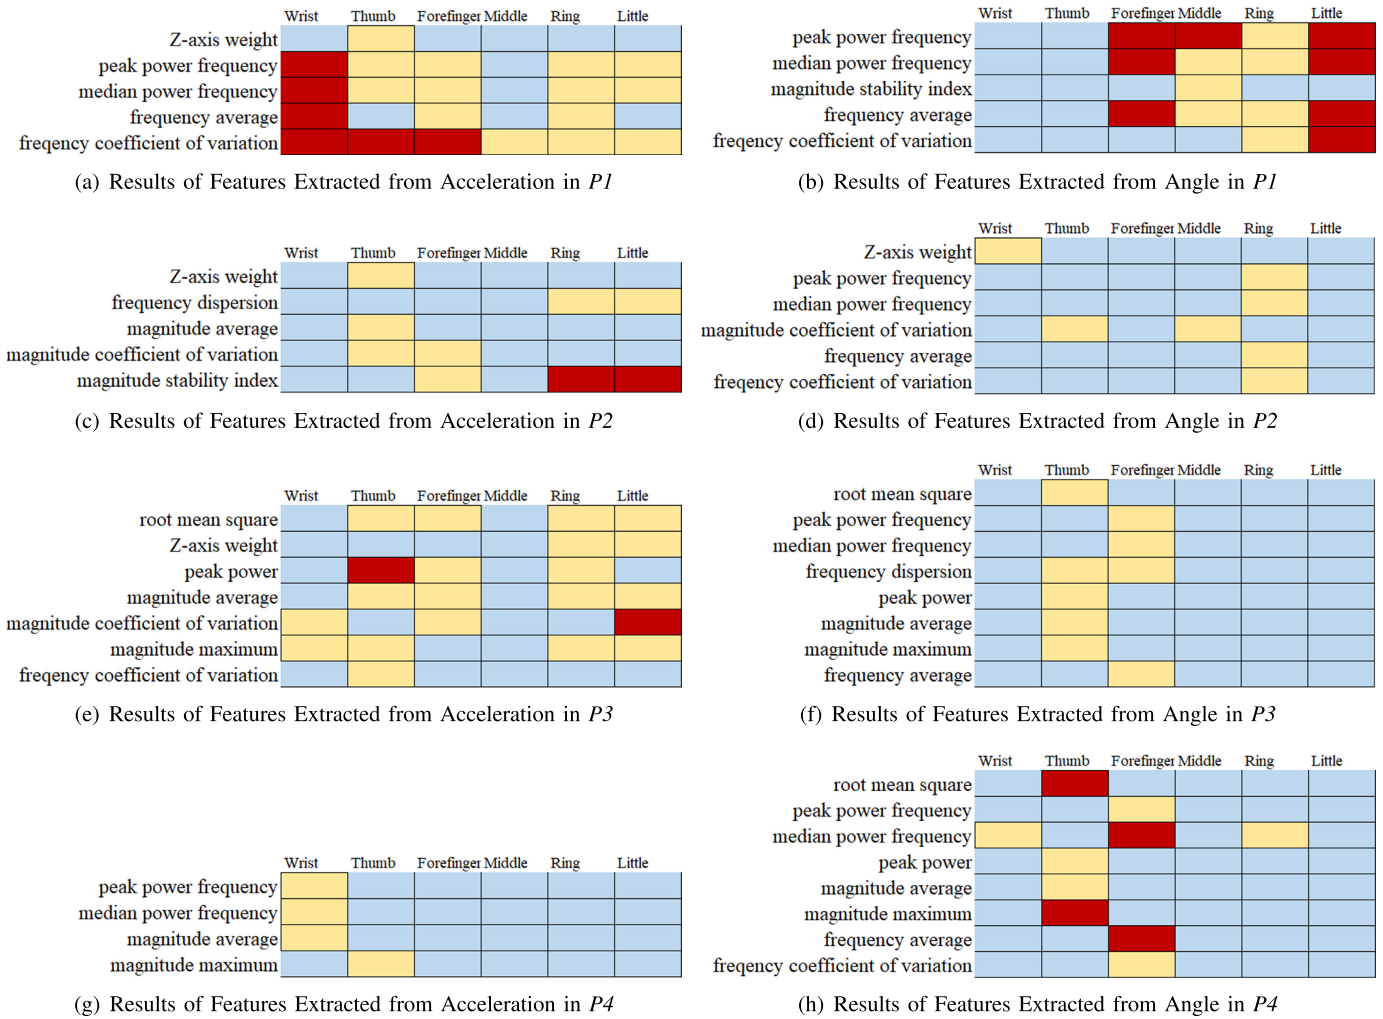 Wrist Thumb Forefinger Middle Ring Little
Z-axis weight
peak power frequency
median power frequency
frequency average
freqency coefficient of variation
(a) Results of Features Extracted from Acceleration in P1
Wrist Thumb Forefinger Middle Ring Little
peak power frequency
median power frequency
magnitude stability index
frequency average
freqency coefficient of variation
(b) Results of Features Extracted from Angle in P1
Wrist Thumb Forefinger Middle Ring Little
Z-axis weight
frequency dispersion
magnitude average
magnitude coefficient of variation
magnitude stability index
(c) Results of Features Extracted from Acceleration in P2
Wrist Thumb Forefinger Middle Ring Little
Z-axis weight
peak power frequency
median power frequency
magnitude coefficient of variation
frequency average
freqency coefficient of variation
(d) Results of Features Extracted from Angle in P2
Wrist Thumb Forefinger Middle Ring Little
root mean square
Z-axis weight
peak power
magnitude average
magnitude coefficient of variation
magnitude maximum
freqency coefficient of variation
(e) Results of Features Extracted from Acceleration in P3
Wrist Thumb Forefinger Middle Ring Little
root mean square
peak power frequency
median power frequency
frequency dispersion
peak power
magnitude average
magnitude maximum
frequency average
(f) Results of Features Extracted from Angle in P3
Wrist Thumb Forefinger Middle Ring Little
peak power frequency
median power frequency
magnitude average
magnitude maximum
(g) Results of Features Extracted from Acceleration in P4
Wrist Thumb Forefinger Middle Ring Little
root mean square
peak power frequency
median power frequency
peak power
magnitude average
magnitude maximum
frequency average
freqency coefficient of variation
(h) Results of Features Extracted from Angle in P4